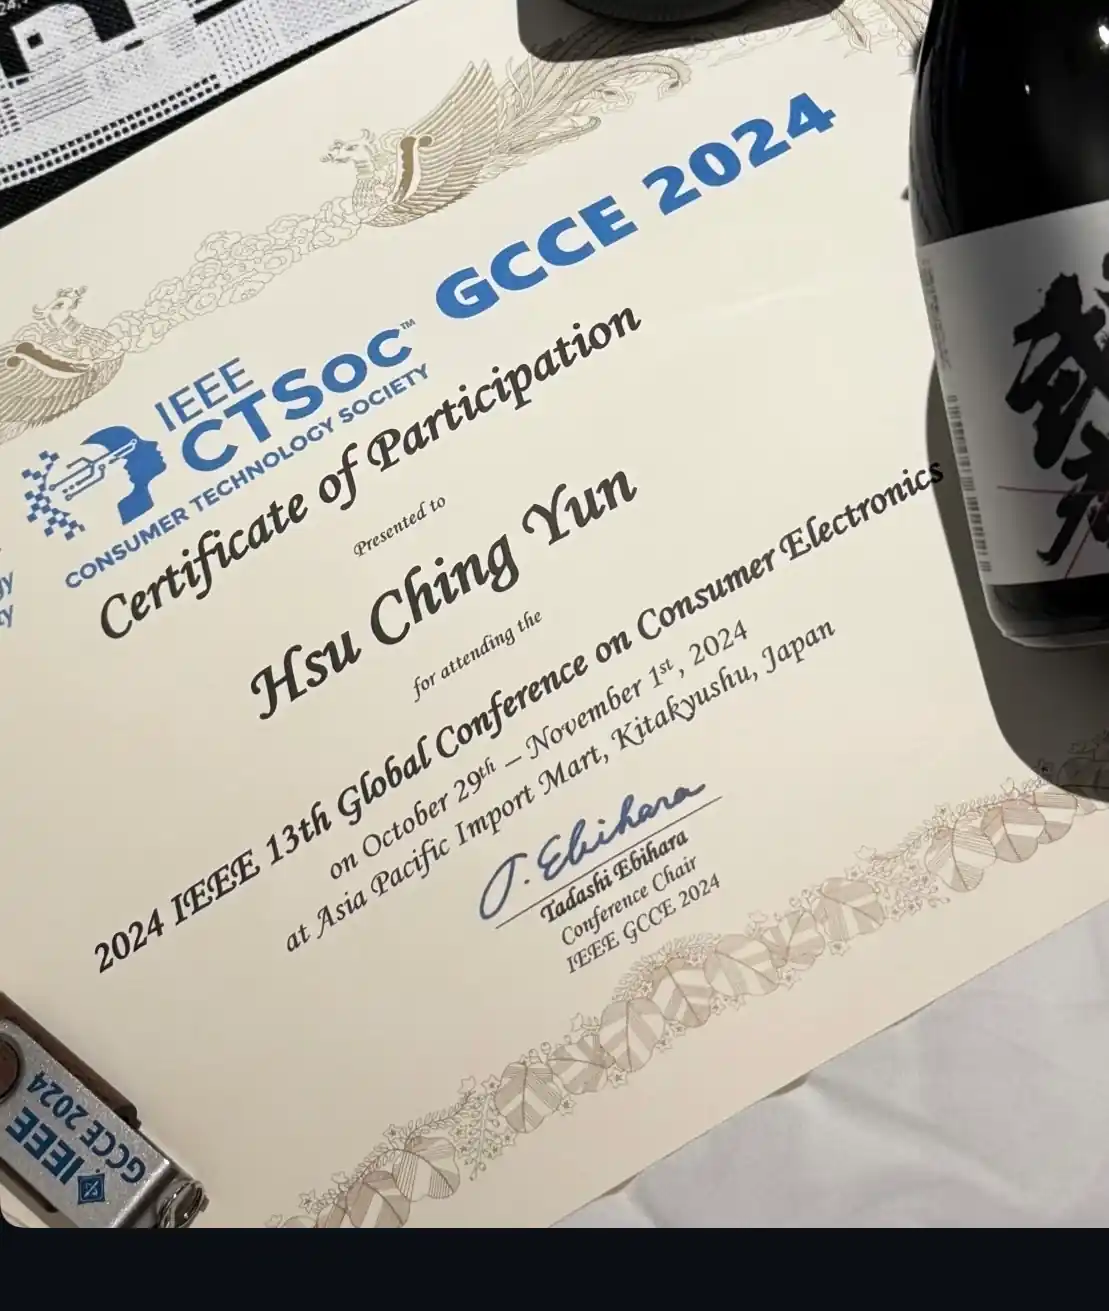 GCCE 2024
IEEE
CTSoC™
CONSUMER TECHNOLOGY SOCIETY
Certificate of Participation
Presented to
Hsu Ching Yun
for attending the
2024 IEEE 13th Global Conference on Consumer Electronics
on October 29th – November 1st, 2024
at Asia Pacific Import Mart, Kitakyushu, Japan
J. Ebihara
Tadashi Ebihara
Conference Chair
IEEE GCCE 2024
IEEE
GCCE 2024